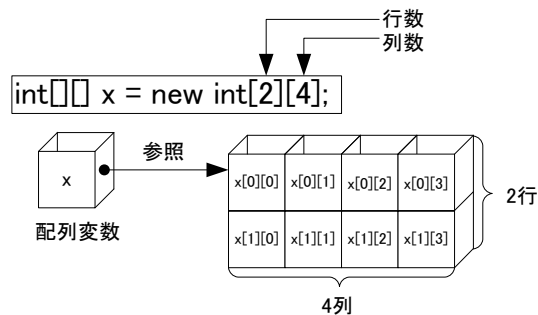 行数
列数
int[][] x = new int[2][4];
参照
x
x[0][0] x[0][1] x[0][2] x[0][3]
2行
x[1][0] x[1][1] x[1][2] x[1][3]
配列変数
4列